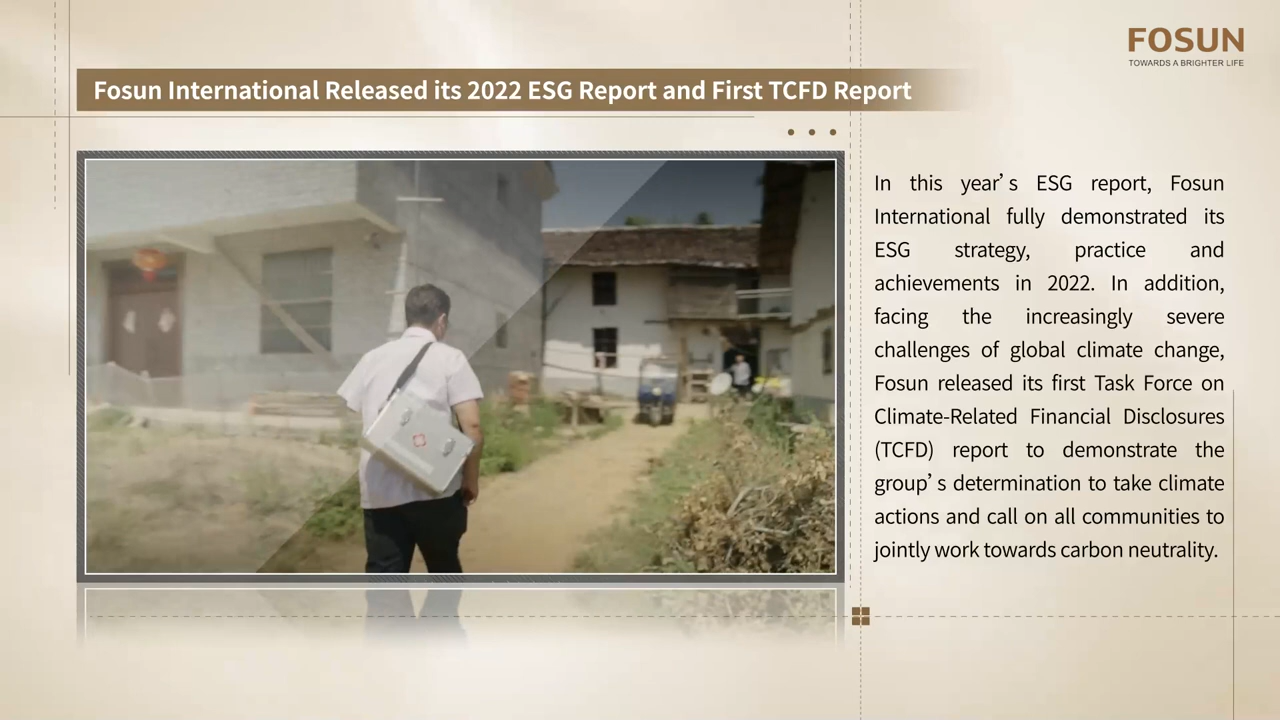 FOSUN
TOWARDS A BRIGHTER LIFE
Fosun International Released its 2022 ESG Report and First TCFD Report
In this year’s ESG report, Fosun
International fully demonstrated its
ESG strategy, practice and
achievements in 2022. In addition,
facing the increasingly severe
challenges of global climate change,
Fosun released its first Task Force on
Climate-Related Financial Disclosures
(TCFD) report to demonstrate the
group’s determination to take climate
actions and call on all communities to
jointly work towards carbon neutrality.